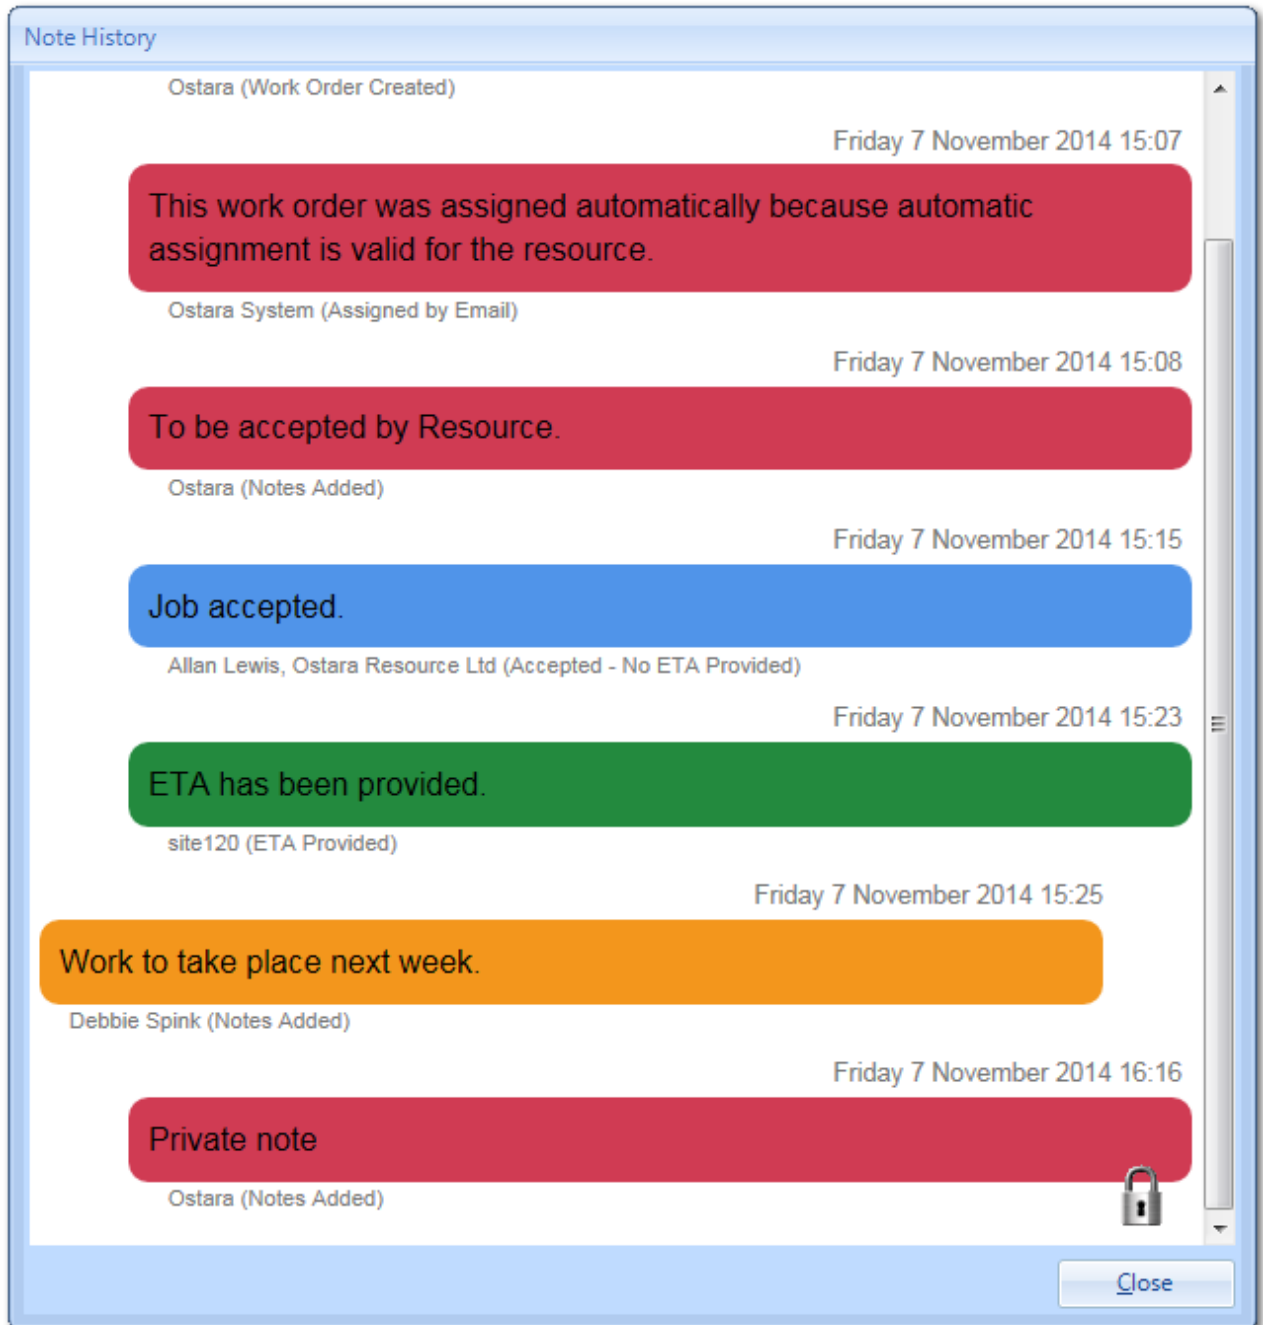 Note History
Ostara (Work Order Created)
Friday 7 November 2014 15:07
This work order was assigned automatically because automatic
assignment is valid for the resource.
Ostara System (Assigned by Email)
Friday 7 November 2014 15:08
To be accepted by Resource.
Ostara (Notes Added)
Friday 7 November 2014 15:15
Job accepted.
Allan Lewis, Ostara Resource Ltd (Accepted - No ETA Provided)
Friday 7 November 2014 15:23
ETA has been provided.
site120 (ETA Provided)
Friday 7 November 2014 15:25
Work to take place next week.
Debbie Spink (Notes Added)
Friday 7 November 2014 16:16
Private note
Ostara (Notes Added)
Close